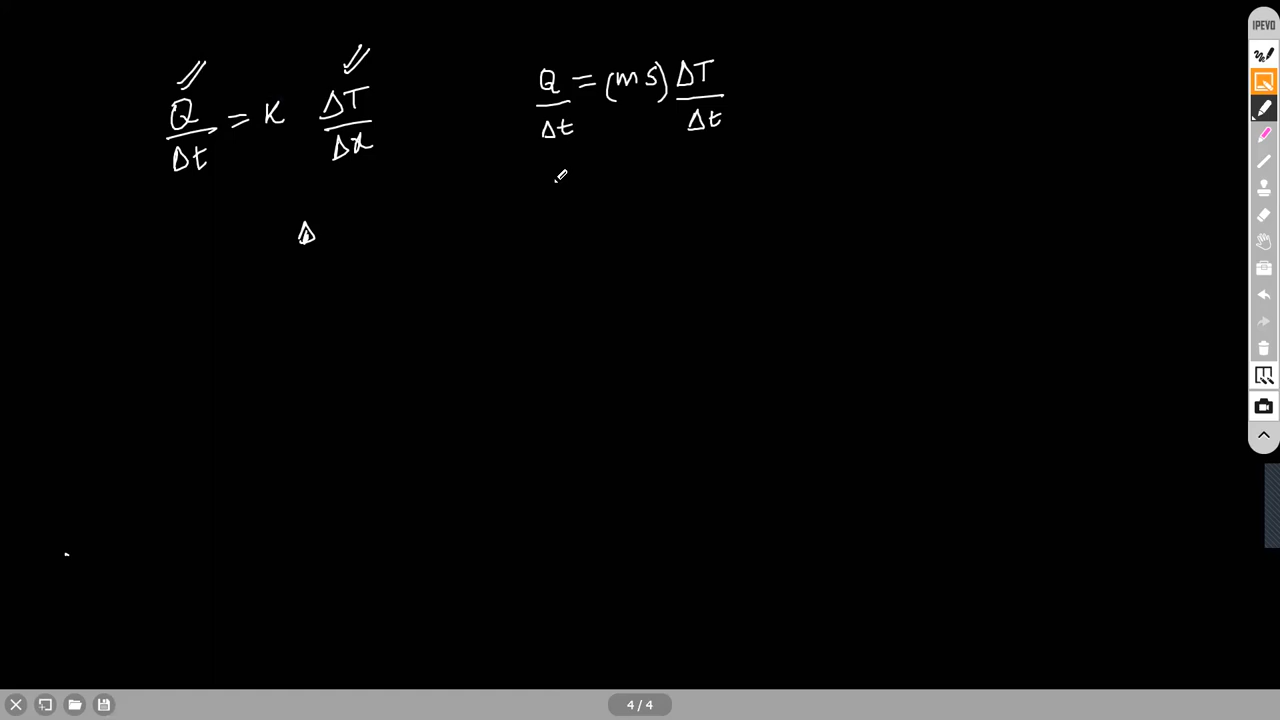 Q/Δt = K ΔT/Δx
Q/Δt = (ms) ΔT/Δt
Δ
IPEVO
4 / 4